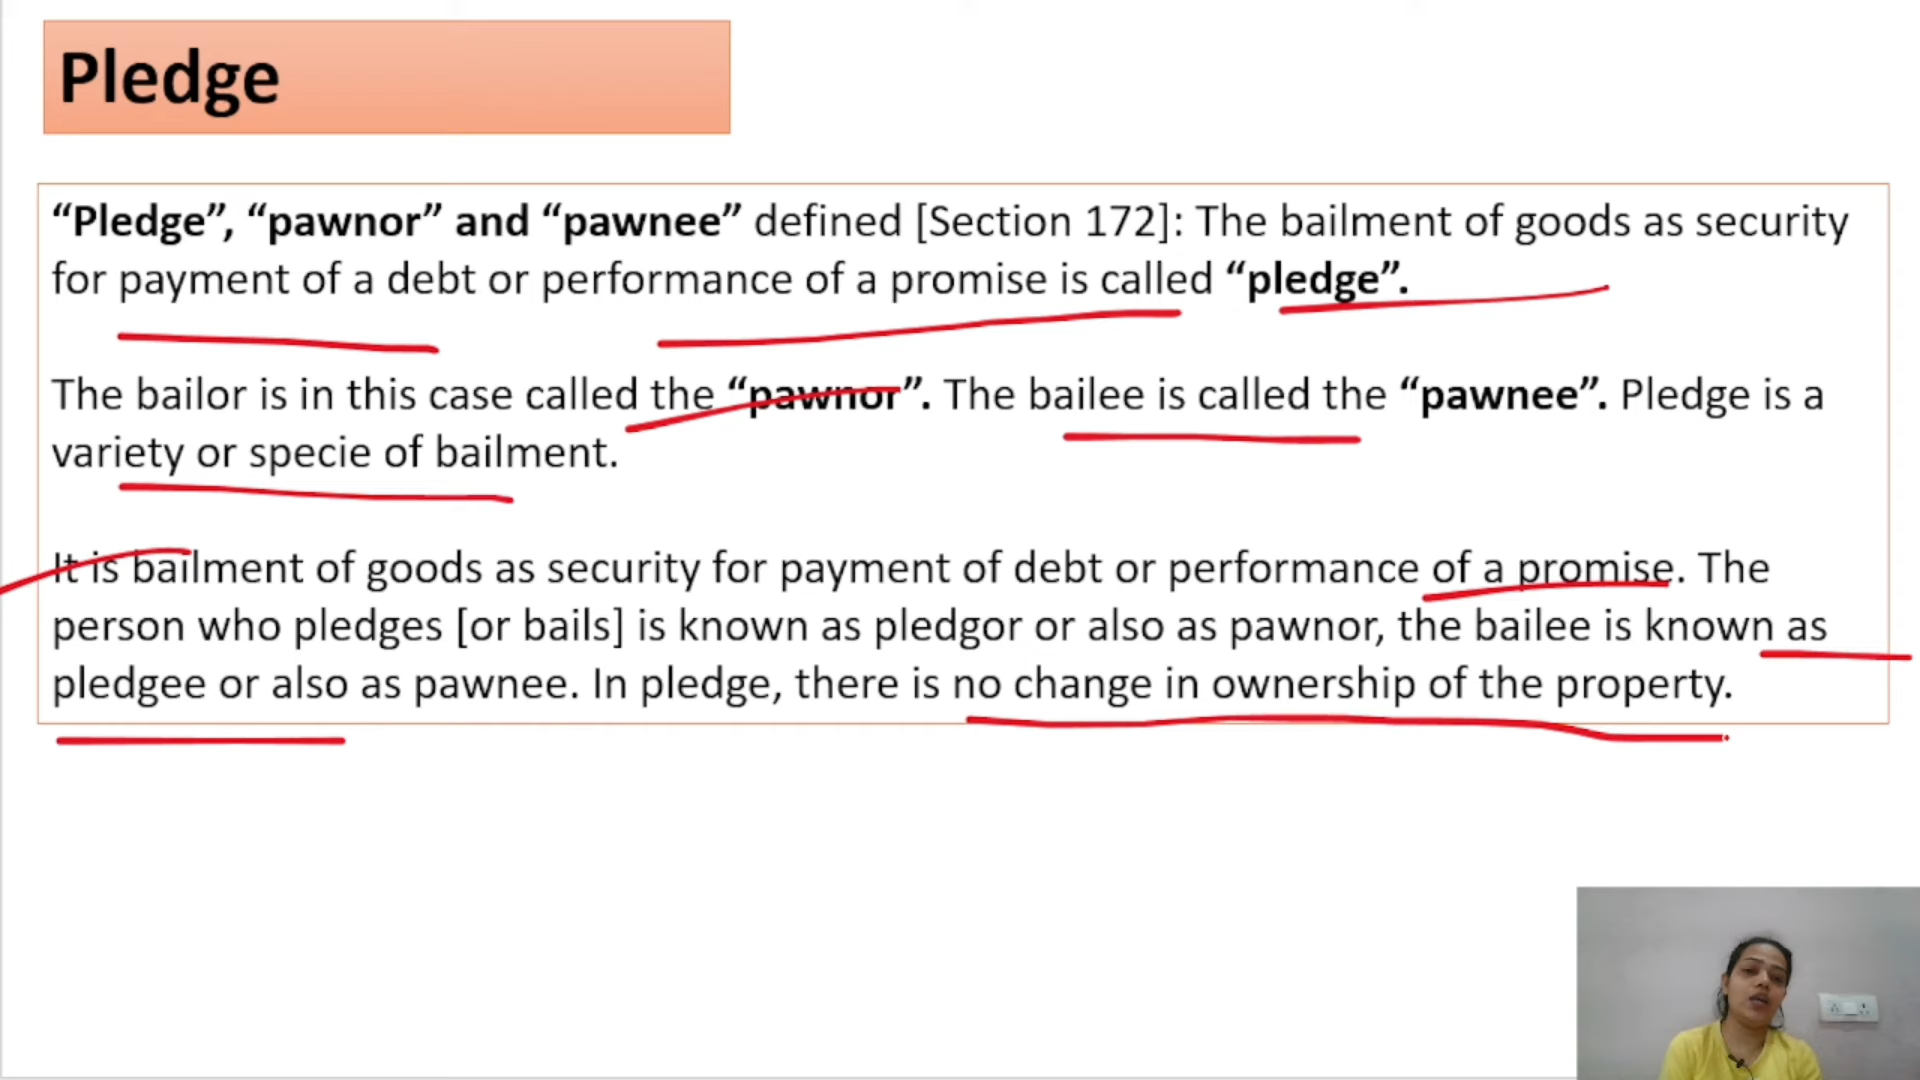 Pledge
“Pledge”, “pawnor” and “pawnee” defined [Section 172]: The bailment of goods as security
for payment of a debt or performance of a promise is called “pledge”.
The bailor is in this case called the “pawnor”. The bailee is called the “pawnee”. Pledge is a
variety or specie of bailment.
It is bailment of goods as security for payment of debt or performance of a promise. The
person who pledges [or bails] is known as pledgor or also as pawnor, the bailee is known as
pledgee or also as pawnee. In pledge, there is no change in ownership of the property.